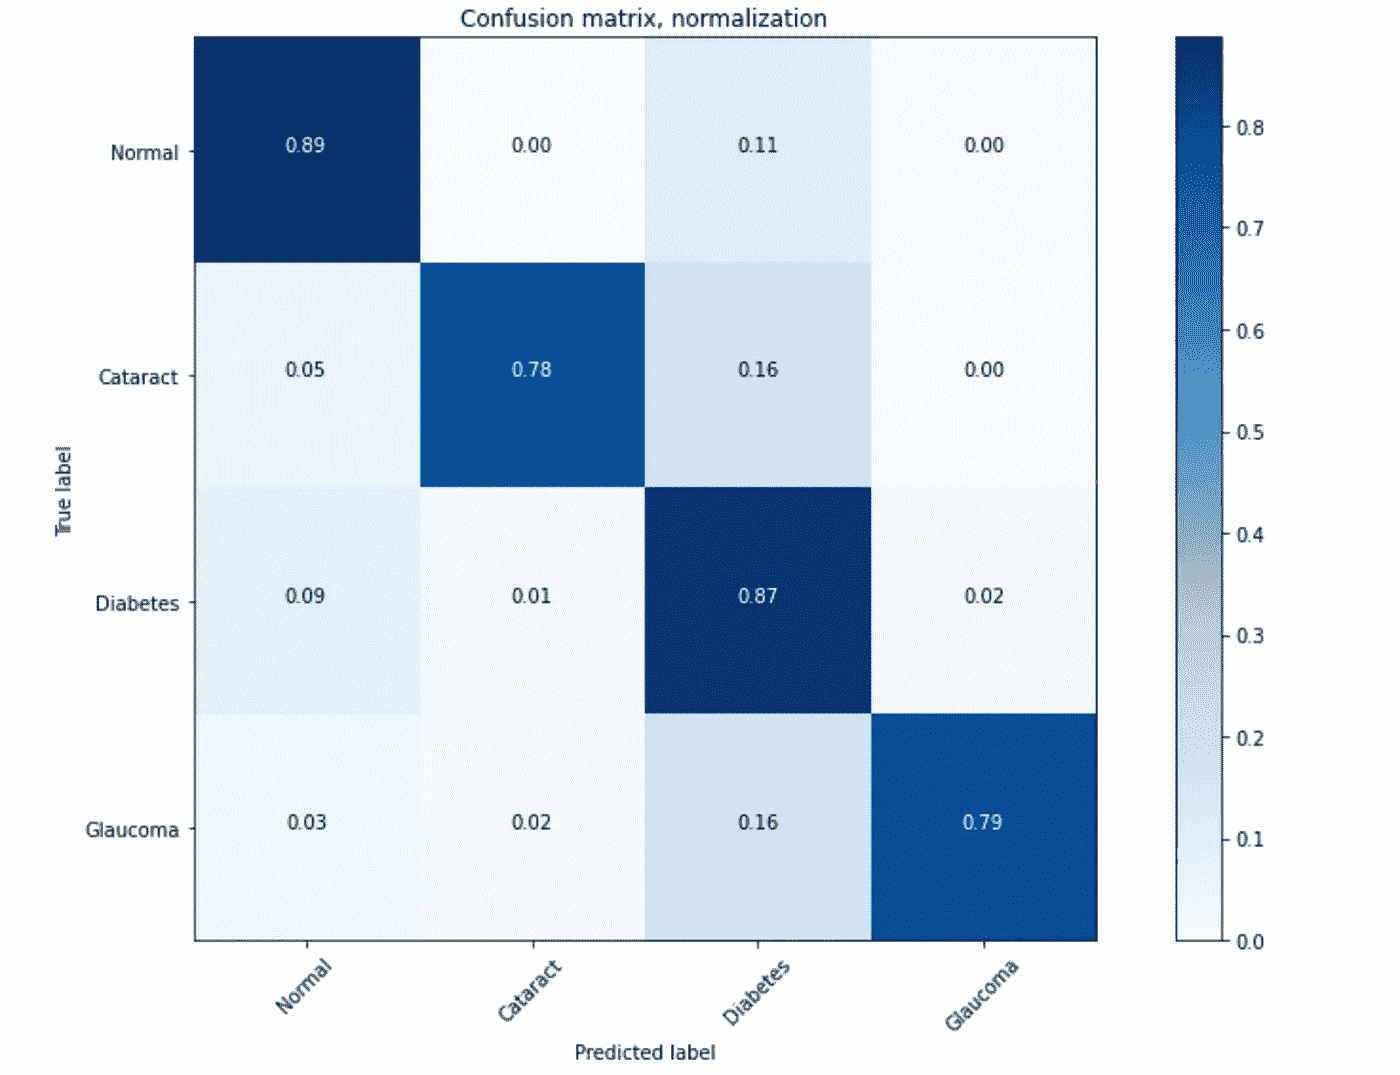 Confusion matrix, normalization
Normal 0.89 0.00 0.11 0.00
Cataract 0.05 0.78 0.16 0.00
Diabetes 0.09 0.01 0.87 0.02
Glaucoma 0.03 0.02 0.16 0.79
True label
Normal Cataract Diabetes Glaucoma
Predicted label
0.8
0.7
0.6
0.5
0.4
0.3
0.2
0.1
0.0